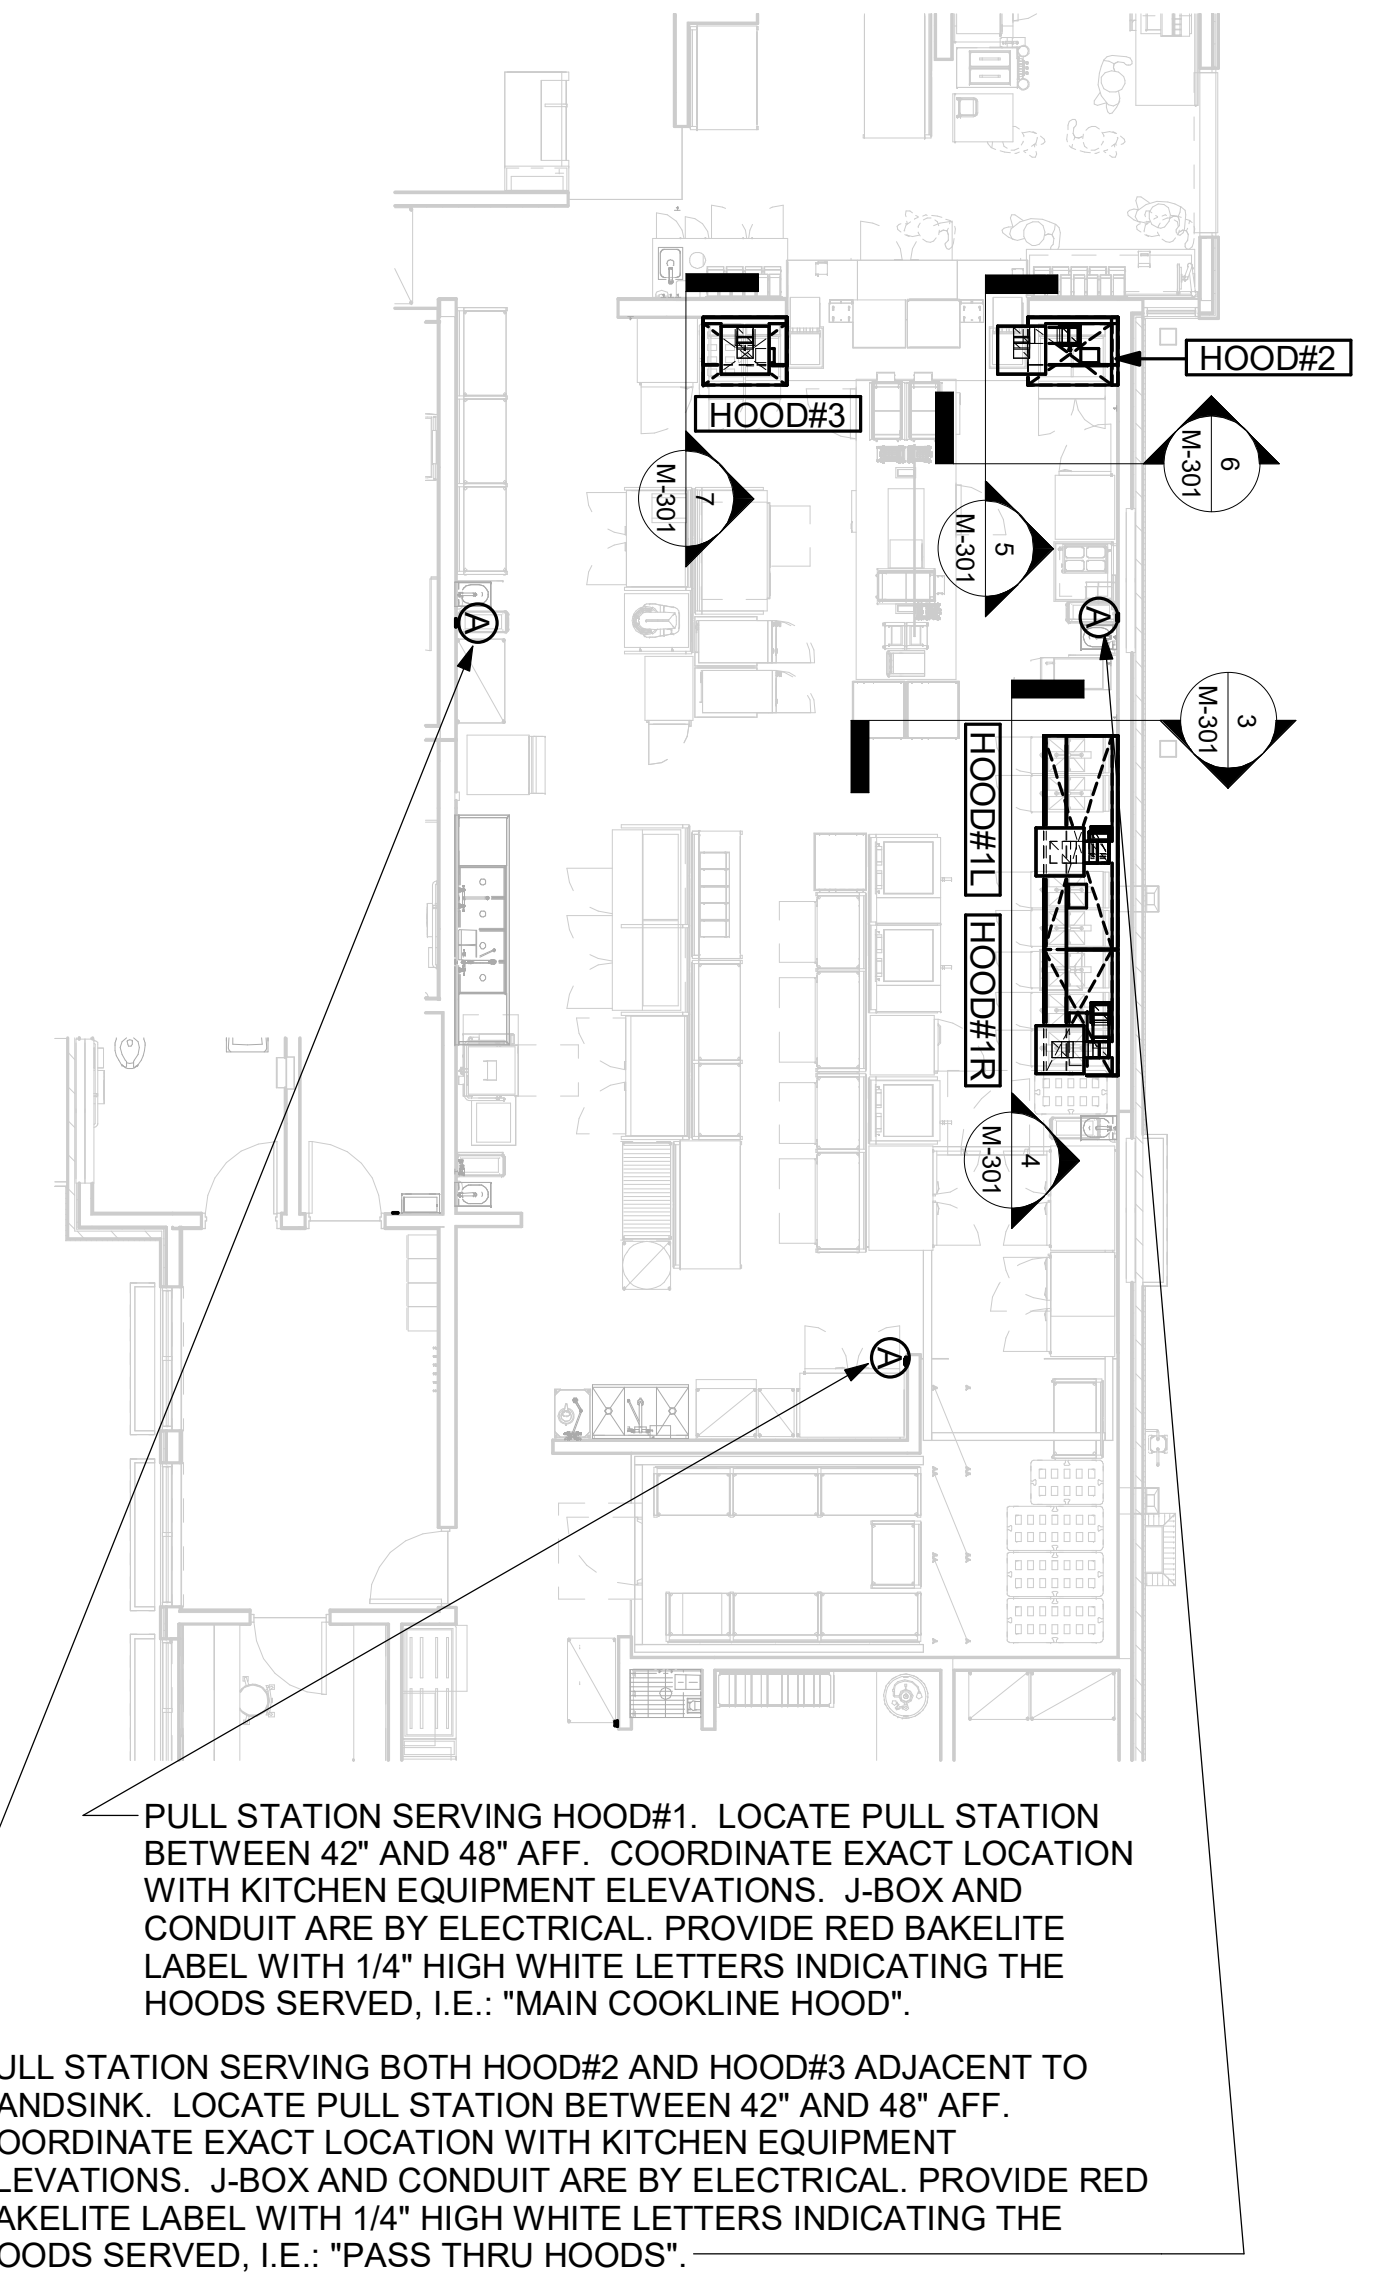 HOOD#2
HOOD#3
6
M-301
7
M-301
5
M-301
A
A
3
M-301
HOOD#1L
HOOD#1R
4
M-301
A
PULL STATION SERVING HOOD#1. LOCATE PULL STATION
BETWEEN 42" AND 48" AFF. COORDINATE EXACT LOCATION
WITH KITCHEN EQUIPMENT ELEVATIONS. J-BOX AND
CONDUIT ARE BY ELECTRICAL. PROVIDE RED BAKELITE
LABEL WITH 1/4" HIGH WHITE LETTERS INDICATING THE
HOODS SERVED, I.E.: "MAIN COOKLINE HOOD".
ULL STATION SERVING BOTH HOOD#2 AND HOOD#3 ADJACENT TO
ANDSINK. LOCATE PULL STATION BETWEEN 42" AND 48" AFF.
OORDINATE EXACT LOCATION WITH KITCHEN EQUIPMENT
LEVATIONS. J-BOX AND CONDUIT ARE BY ELECTRICAL. PROVIDE RED
AKELITE LABEL WITH 1/4" HIGH WHITE LETTERS INDICATING THE
OODS SERVED, I.E.: "PASS THRU HOODS".